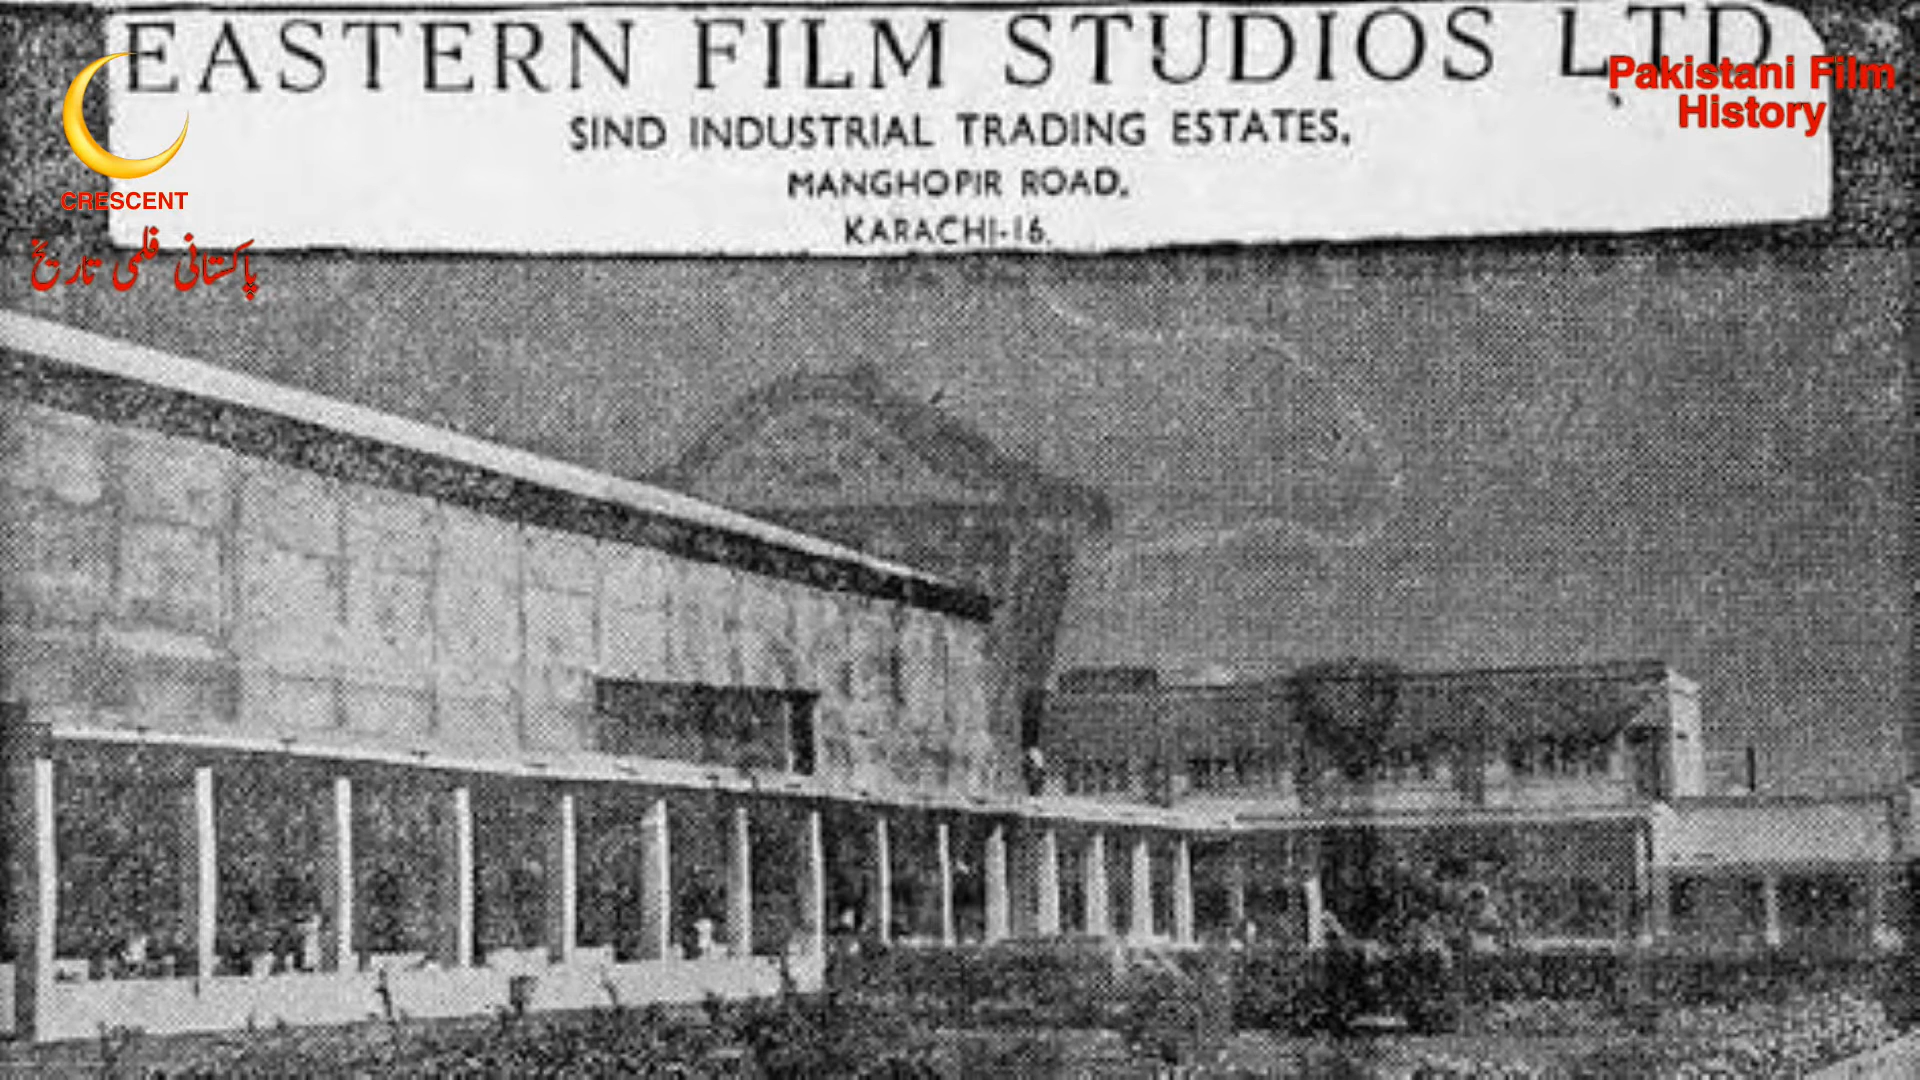 EASTERN FILM STUDIOS LTD
SIND INDUSTRIAL TRADING ESTATES,
MANGHOPIR ROAD,
KARACHI-16.
Pakistani Film
History
CRESCENT
پاکستانی فلمی تاریخ